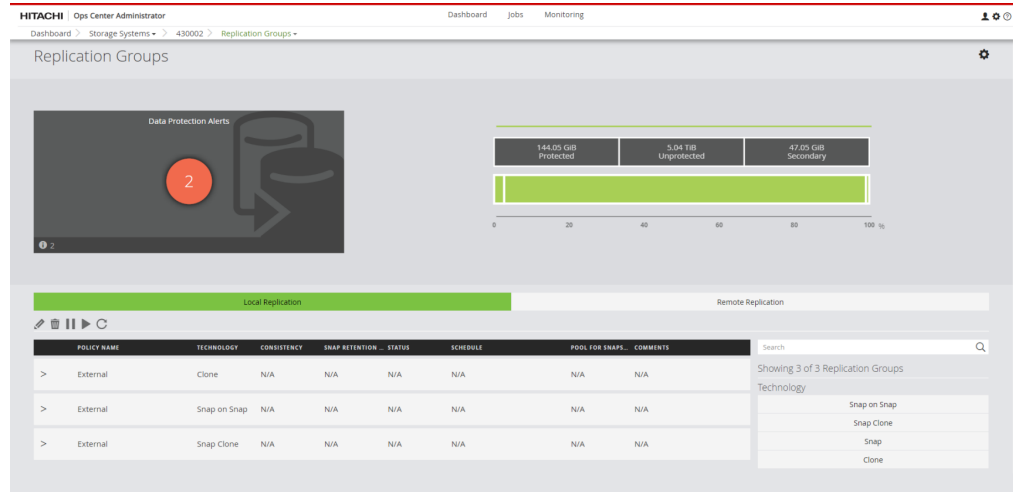 HITACHI Ops Center Administrator
Dashboard Jobs Monitoring
Dashboard > Storage Systems > 430002 > Replication Groups
Replication Groups
Data Protection Alerts
2
2
144.05 GiB
Protected
5.04 TiB
Unprotected
47.05 GiB
Secondary
0 20 40 60 80 100 %
Local Replication
Remote Replication
POLICY NAME TECHNOLOGY CONSISTENCY SNAP RETENTION ... STATUS SCHEDULE POOL FOR SNAPS... COMMENTS
> External Clone N/A N/A N/A N/A N/A N/A
> External Snap on Snap N/A N/A N/A N/A N/A N/A
> External Snap Clone N/A N/A N/A N/A N/A N/A
Search
Showing 3 of 3 Replication Groups
Technology
Snap on Snap
Snap Clone
Snap
Clone